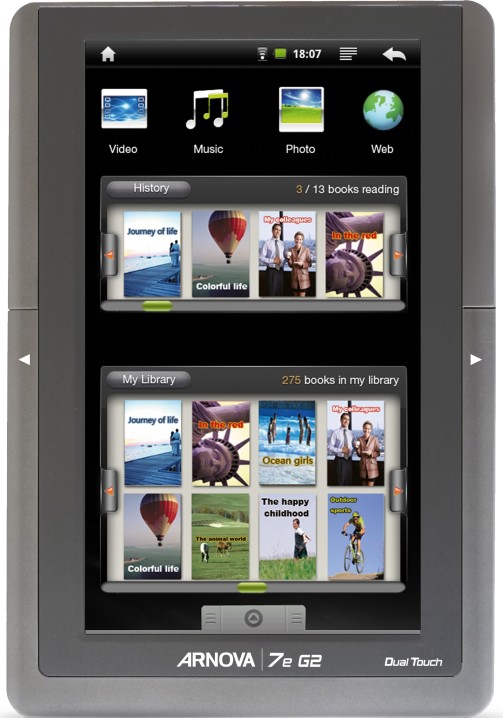 18:07
Video Music Photo Web
History 3 / 13 books reading
Journey of life
Colorful life
My colleagues
In the red
My Library 275 books in my library
Journey of life
In the red
Ocean girls
My colleagues
Colorful life
The animal world
The happy
childhood
Outdoor
sports
ARNOVA 7e G2 Dual Touch